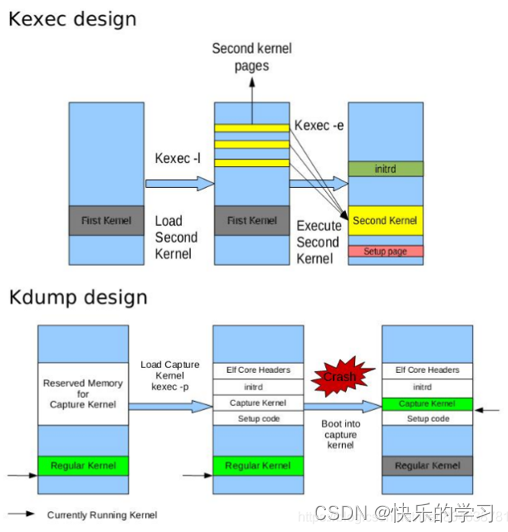 Kexec design
Second kernel
pages
Kexec -l
Kexec -e
First Kernel
Load
Second
Kernel
First Kernel
Execute
Second
Kernel
initrd
Second Kernel
Setup page
Kdump design
Reserved Memory
for
Capture Kernel
Regular Kernel
Load Capture
Kernel
kexec -p
Elf Core Headers
initrd
Capture Kernel
Setup code
Regular Kernel
Crash
Boot into
capture
kernel
Elf Core Headers
initrd
Capture Kernel
Setup code
Regular Kernel
Currently Running Kernel
CSDN @快乐的学习